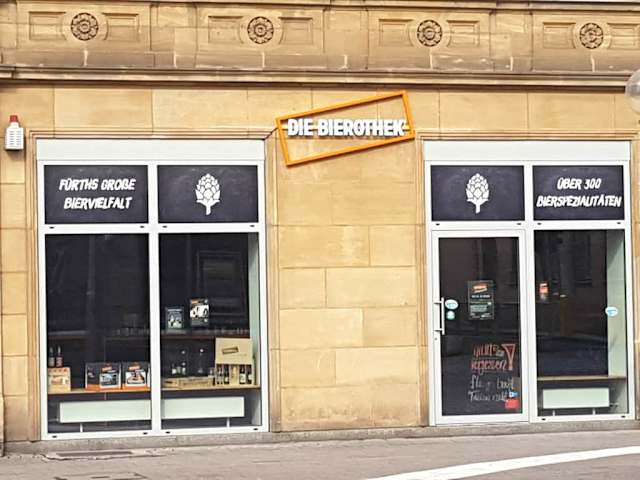 DIE BIEROTHEK
FÜRTHS GROßE
BIERVIELFALT
ÜBER 300
BIERSPEZIALITÄTEN